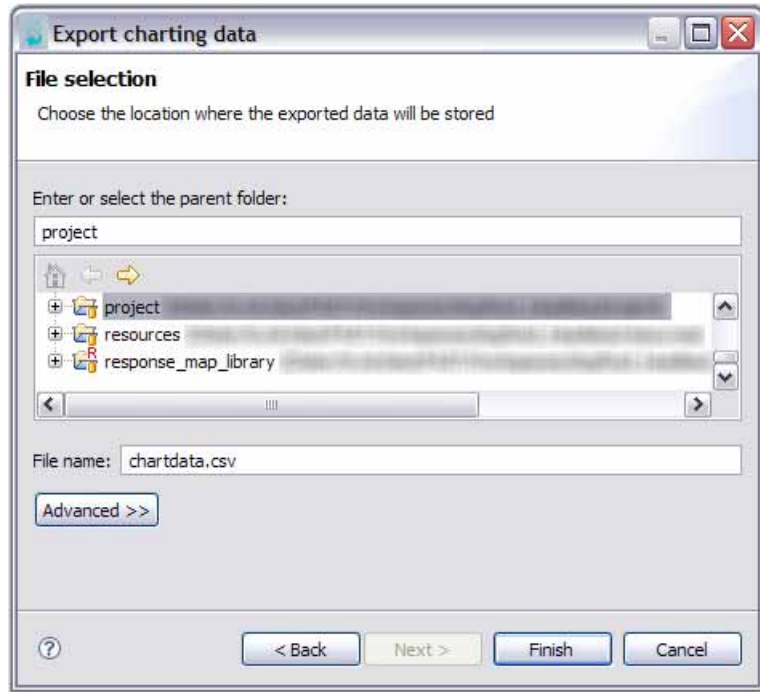 Export charting data
File selection
Choose the location where the exported data will be stored
Enter or select the parent folder:
project
project
resources
response_map_library
File name: chartdata.csv
Advanced >>
< Back Next > Finish Cancel